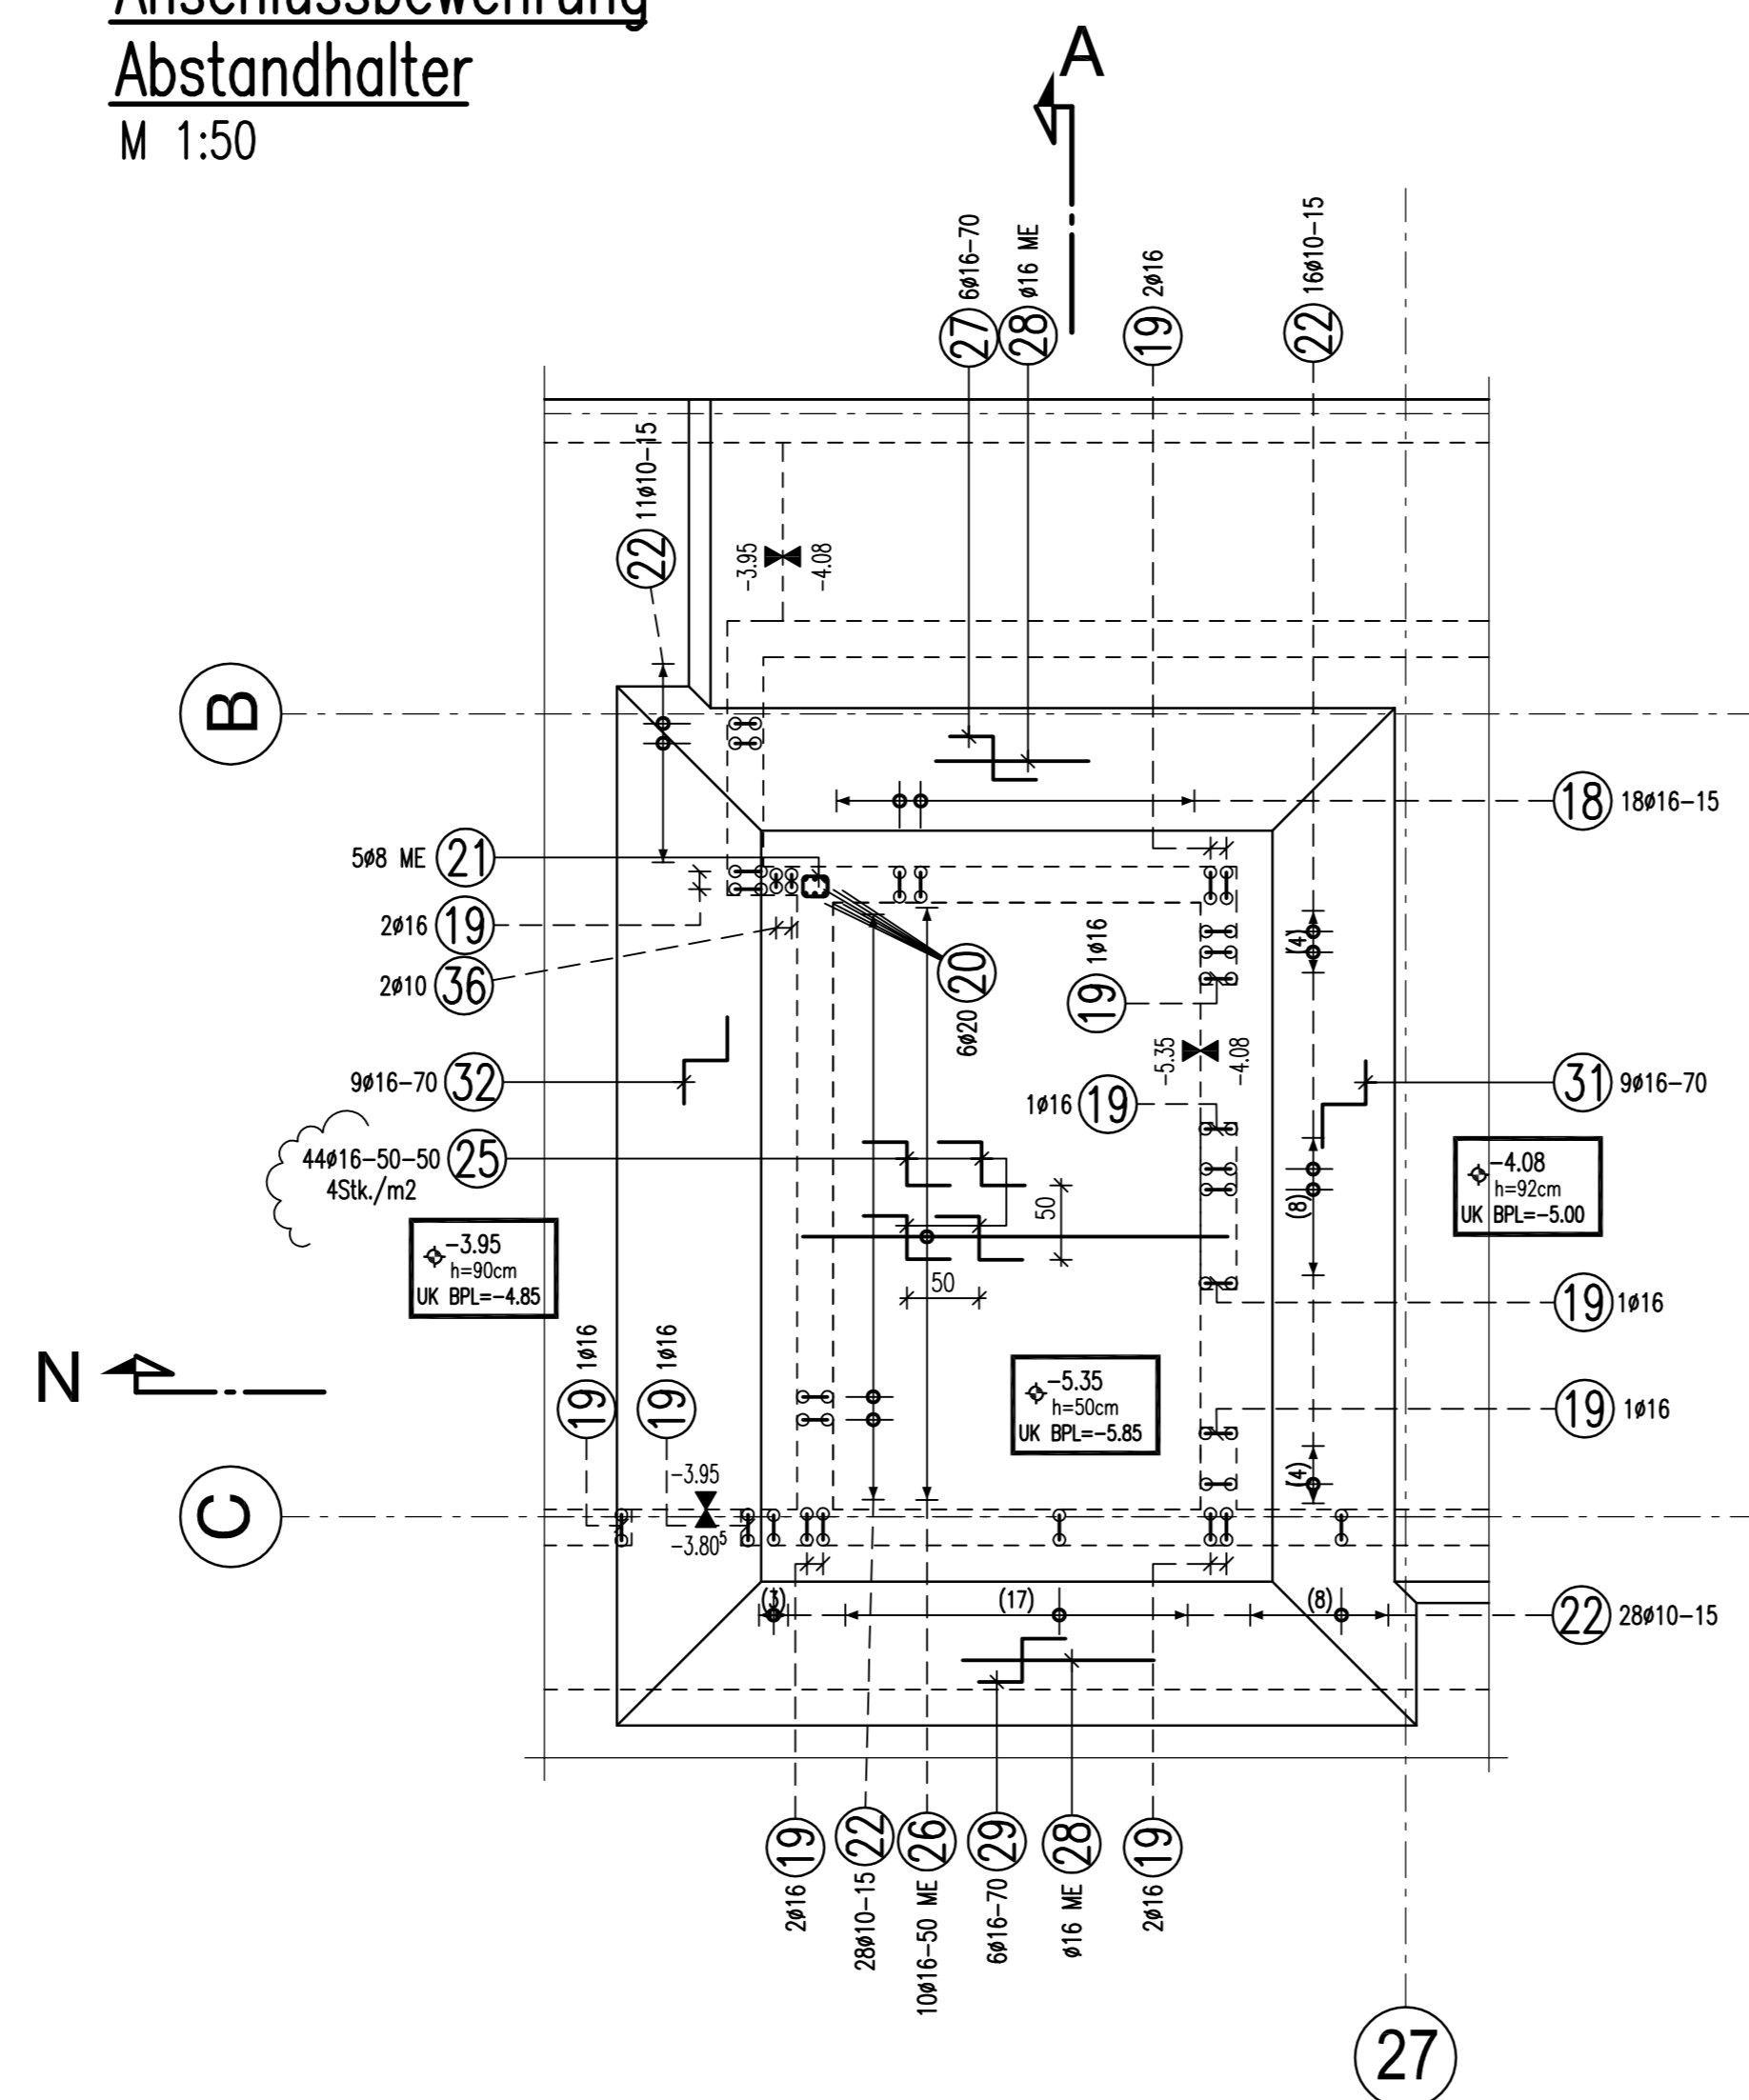 Anschlussbewehrung
Abstandhalter
M 1:50
A
27 6ø16-70
28 ø16 ME
19 2ø16
22 16ø10-15
22 11ø10-15
-3.95
-4.08
B
18 18ø16-15
5ø8 ME 21
2ø16 19
2ø10 36
20 6ø20
19 1ø16
(4)
-5.35
-4.08
9ø16-70 32
1ø16 19
31 9ø16-70
44ø16-50-50 25
4Stk./m2
50
50
(8)
-4.08
h=92cm
UK BPL=-5.00
-3.95
h=90cm
UK BPL=-4.85
19 1ø16
N
19 1ø16
19 1ø16
-5.35
h=50cm
UK BPL=-5.85
19 1ø16
-3.95
-3.80⁵
(4)
C
(3)
(17)
(8)
22 28ø10-15
2ø16 19
28ø10-15 22
10ø16-50 ME 26
6ø16-70 29
ø16 ME 28
2ø16 19
27